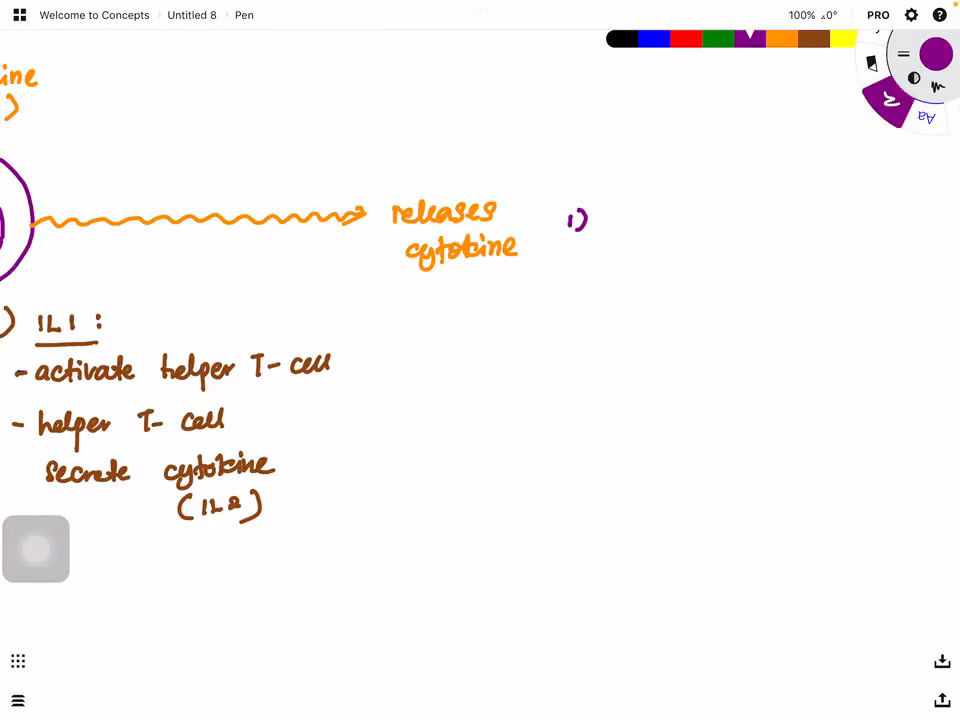 Welcome to Concepts › Untitled 8 › Pen
100% 0°
PRO
Aa
ine
)
releases
cytokine
1)
) IL1 :
- activate helper T-cell
- helper T-cell
secrete cytokine
(IL2)